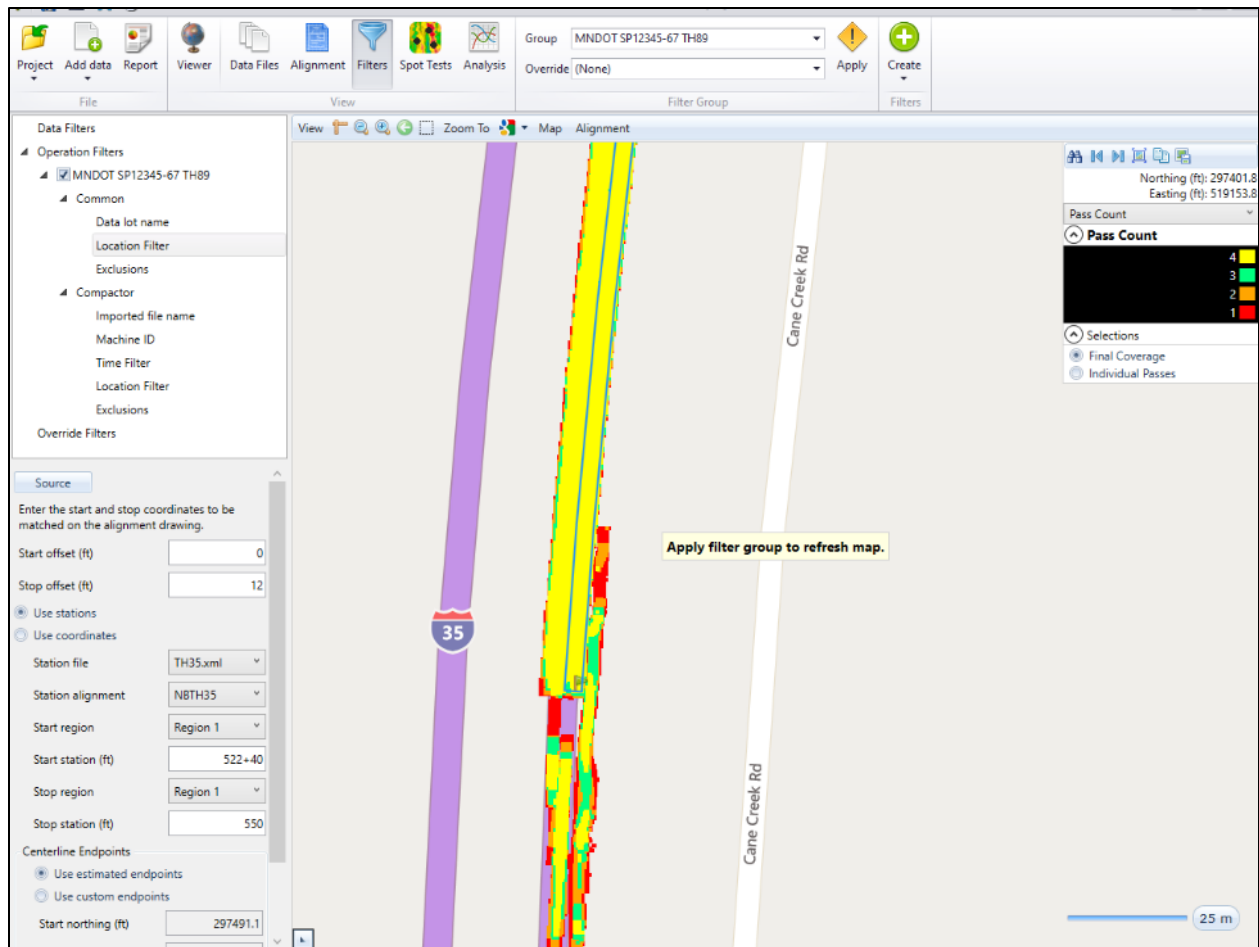 Group MNDOT SP12345-67 TH89
Override (None)
Project Add data Report Viewer Data Files Alignment Filters Spot Tests Analysis Apply Create
File View Filter Group Filters
Data Filters
Operation Filters
MNDOT SP12345-67 TH89
Common
Data lot name
Location Filter
Exclusions
Compactor
Imported file name
Machine ID
Time Filter
Location Filter
Exclusions
Override Filters
Source
Enter the start and stop coordinates to be
matched on the alignment drawing.
Start offset (ft) 0
Stop offset (ft) 12
Use stations
Use coordinates
Station file TH35.xml
Station alignment NBTH35
Start region Region 1
Start station (ft) 522+40
Stop region Region 1
Stop station (ft) 550
Centerline Endpoints
Use estimated endpoints
Use custom endpoints
Start northing (ft) 297491.1
View Zoom To Map Alignment
Cane Creek Rd
Apply filter group to refresh map.
35
Cane Creek Rd
25 m
Northing (ft): 297401.8
Easting (ft): 519153.8
Pass Count
Pass Count
4
3
2
1
Selections
Final Coverage
Individual Passes